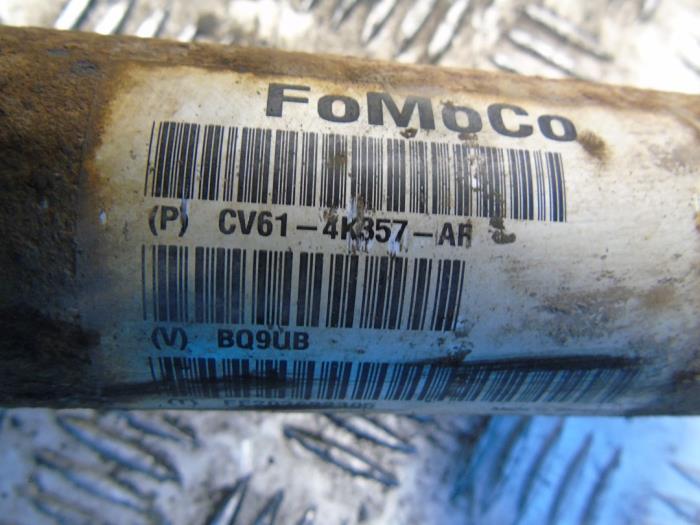 FoMoCo
(P) CV61-4K357-AF
(V) BQ9UB
(T)